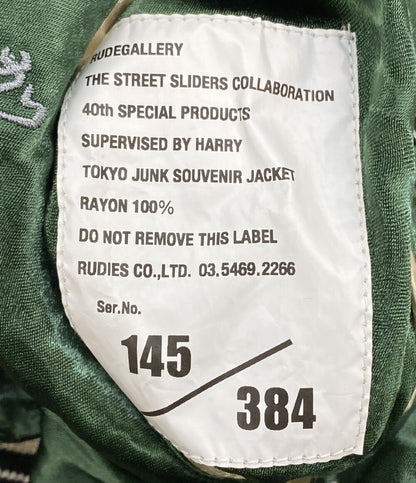 RUDEGALLERY
THE STREET SLIDERS COLLABORATION
40th SPECIAL PRODUCTS
SUPERVISED BY HARRY
TOKYO JUNK SOUVENIR JACKET
RAYON 100%
DO NOT REMOVE THIS LABEL
RUDIES CO.,LTD. 03.5469.2266
Ser.No.
145
384